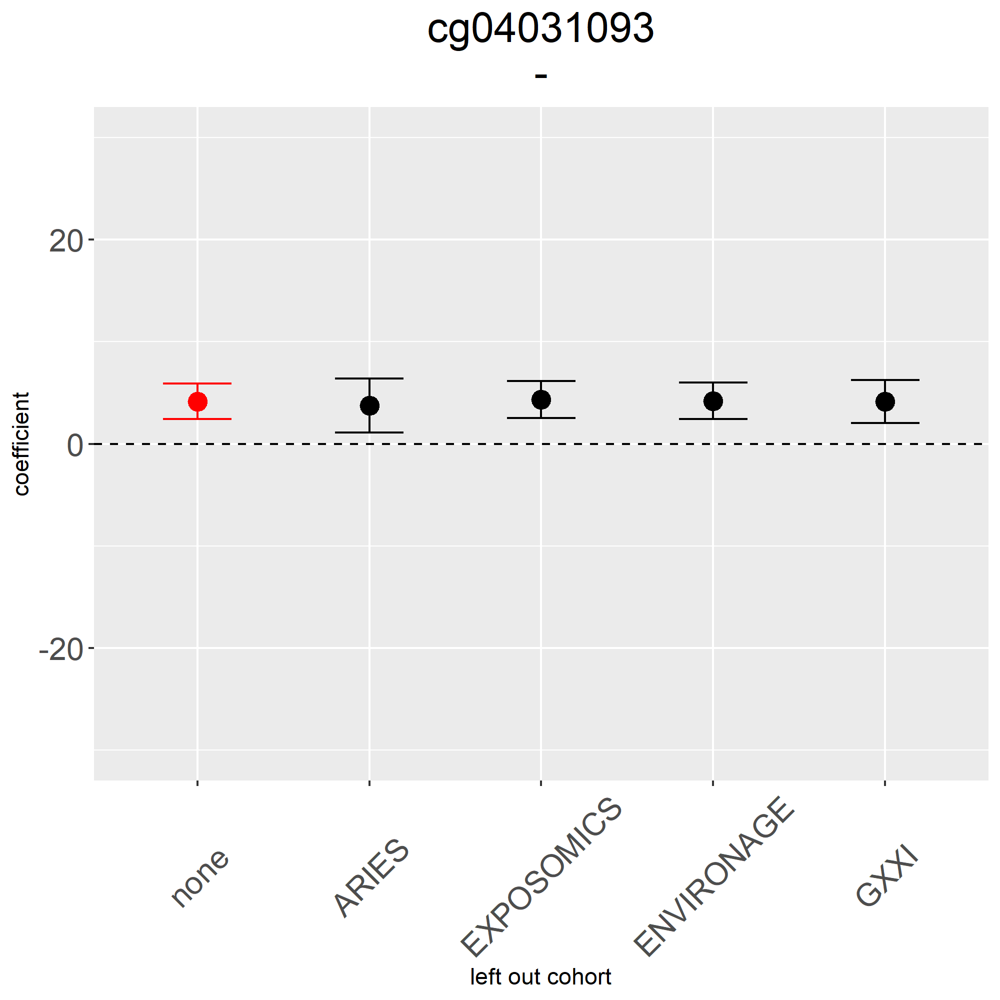 cg04031093
-
20
0
-20
coefficient
none
ARIES
EXPOSOMICS
ENVIRONAGE
GXXI
left out cohort